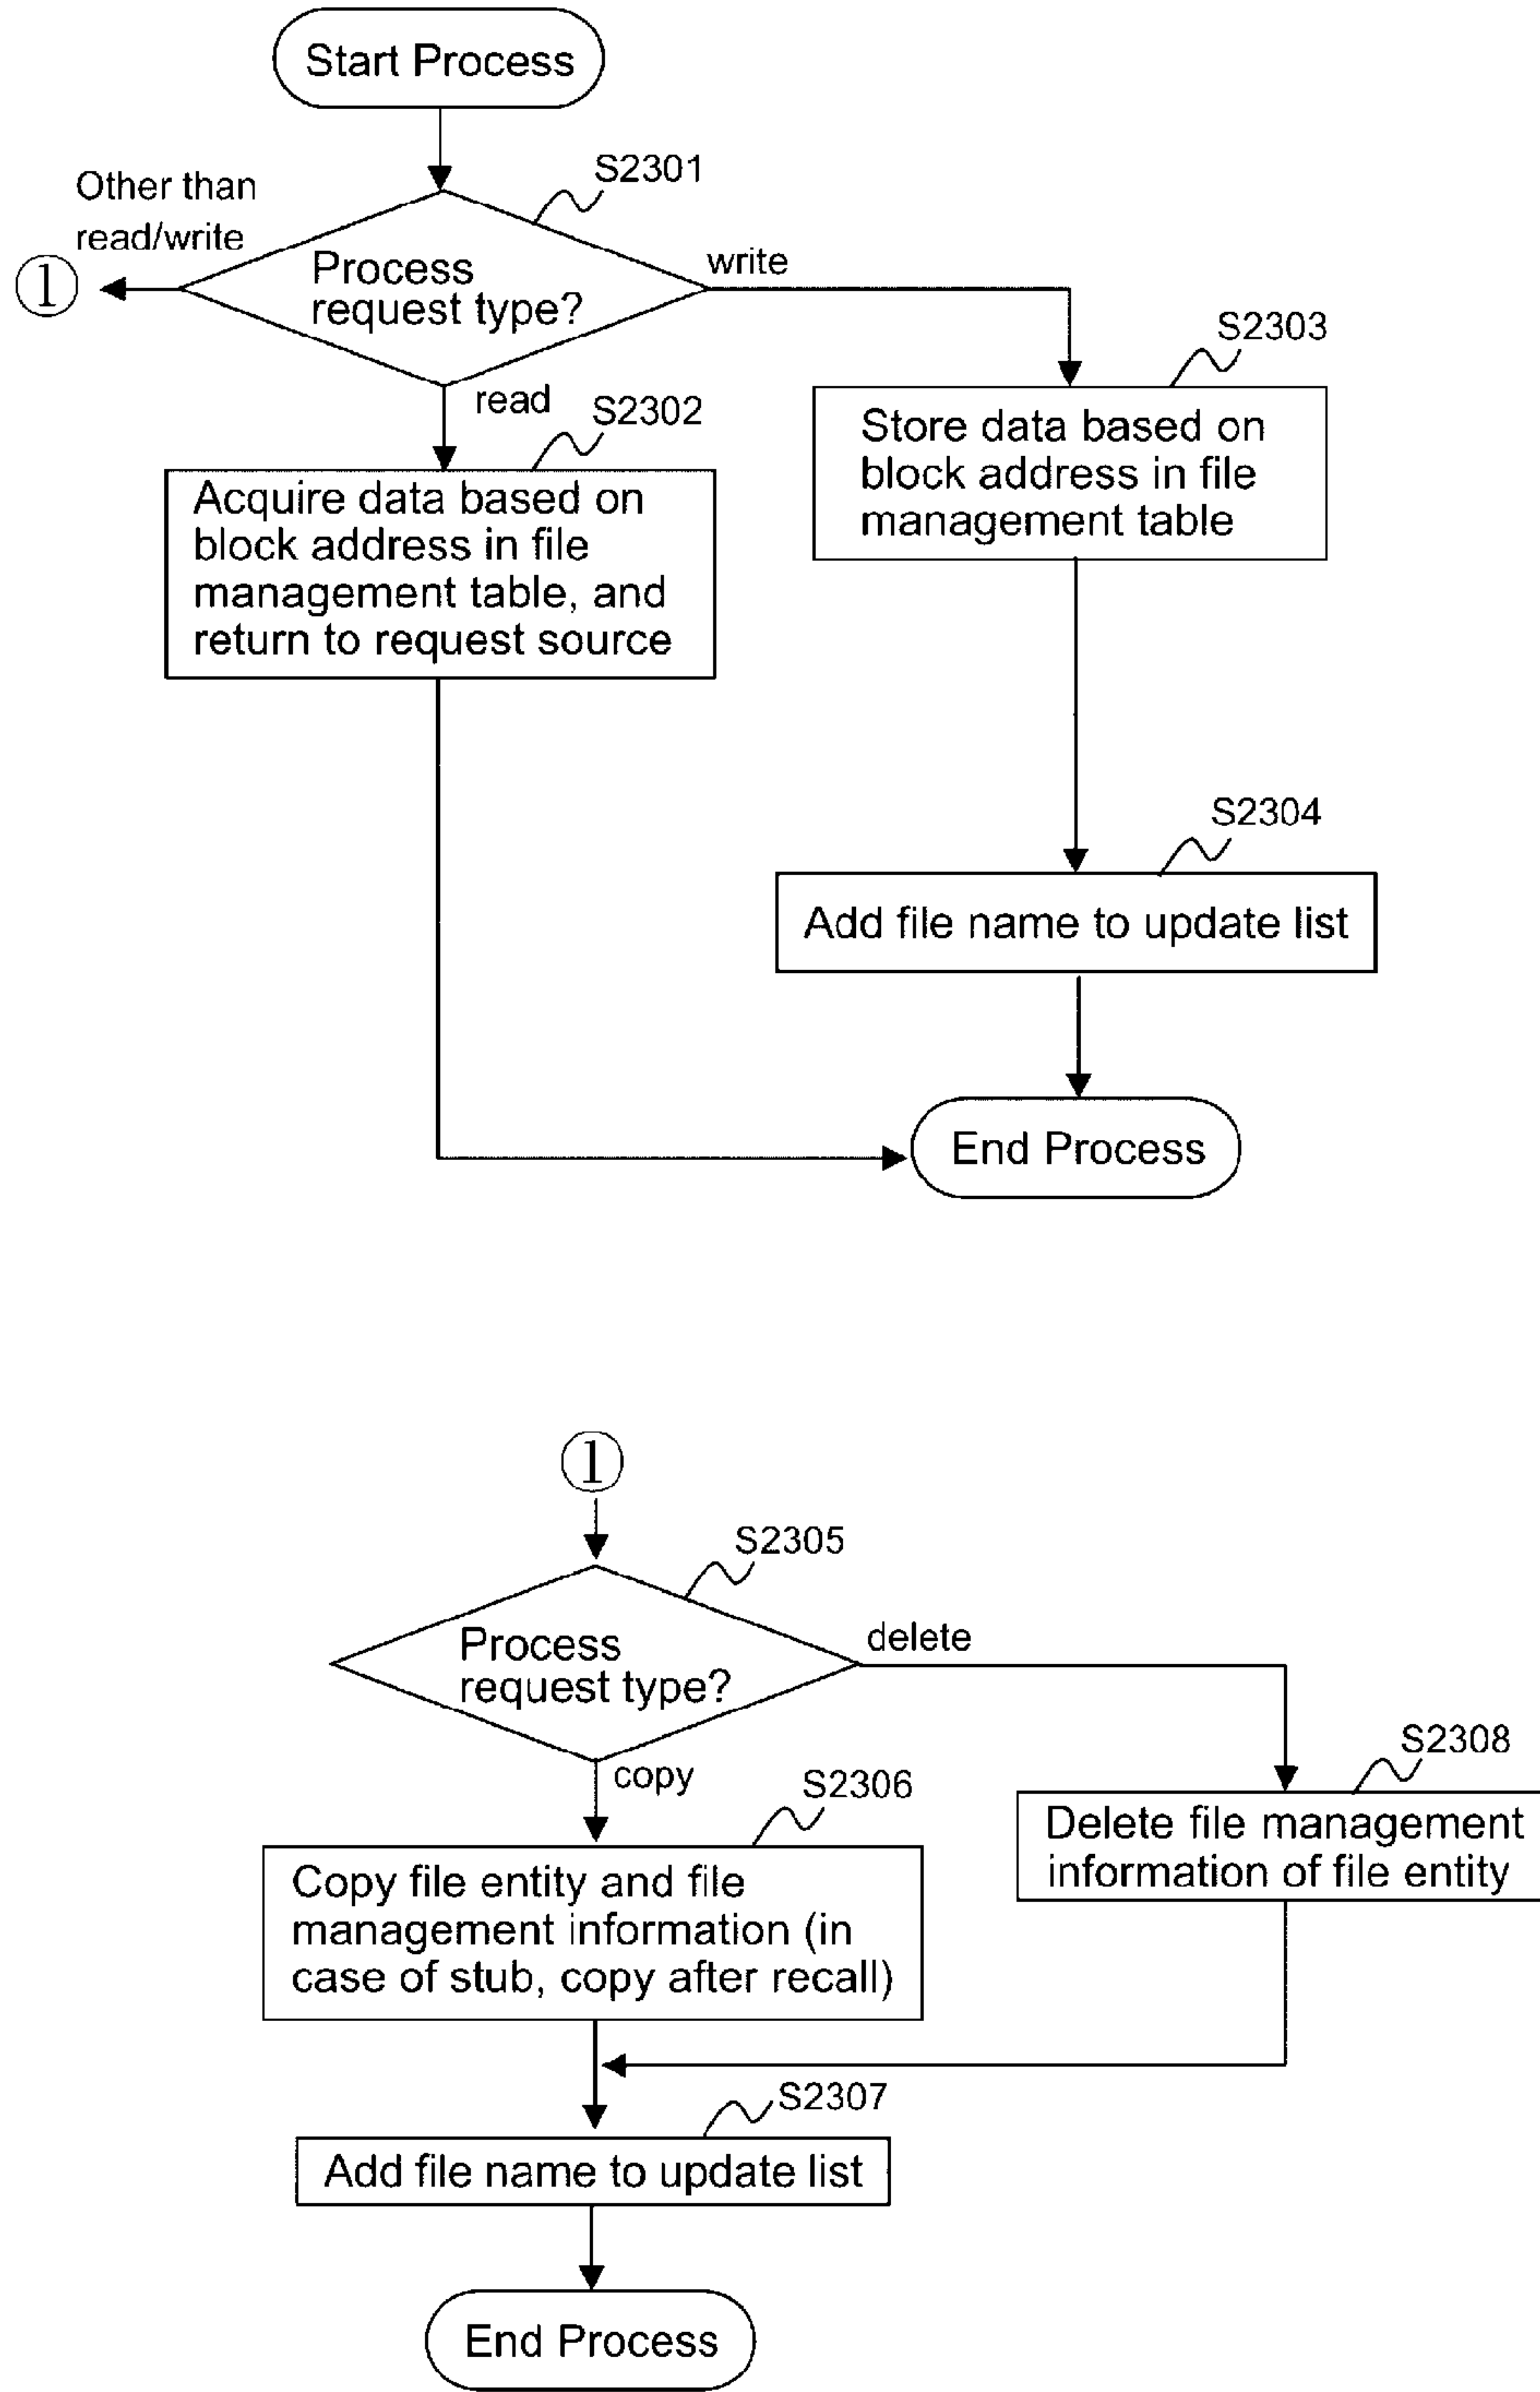 Start Process
S2301
Other than
read/write
①
Process
request type?
write
read
S2302
S2303
Acquire data based on
block address in file
management table, and
return to request source
Store data based on
block address in file
management table
S2304
Add file name to update list
End Process
①
S2305
Process
request type?
delete
copy
S2306
S2308
Copy file entity and file
management information (in
case of stub, copy after recall)
Delete file management
information of file entity
S2307
Add file name to update list
End Process